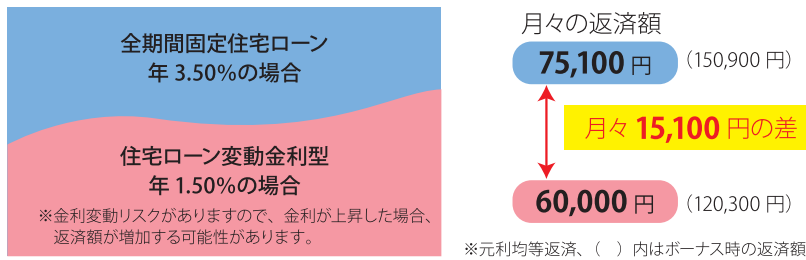 全期間固定住宅ローン
年 3.50%の場合
住宅ローン変動金利型
年 1.50%の場合
※金利変動リスクがありますので、金利が上昇した場合、
返済額が増加する可能性があります。
月々の返済額
75,100 円 (150,900 円)
月々 15,100 円の差
60,000 円 (120,300 円)
※元利均等返済、(　)内はボーナス時の返済額